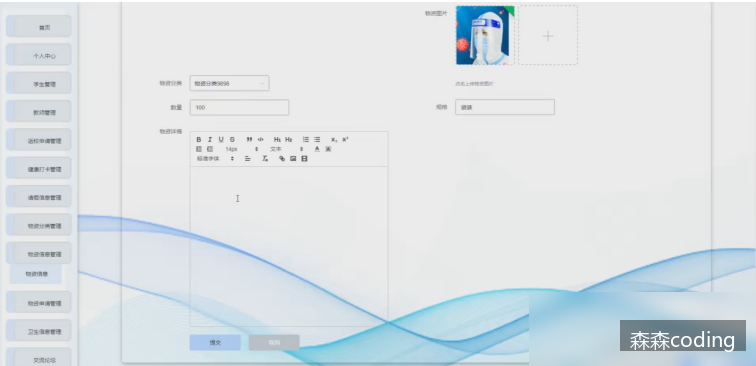 首页
个人中心
学生管理
教师管理
返校申请管理
健康打卡管理
请假信息管理
物资分类管理
物资信息管理
物资信息
物资申请管理
卫生信息管理
交流论坛
物资图片
点击上传物资图片
物资分类 物资分类9898
数量 100
规格 袋装
物资详情
B I U S H1 H2 x₂ x²
14px 文本
标准字体
提交 取消
森森coding